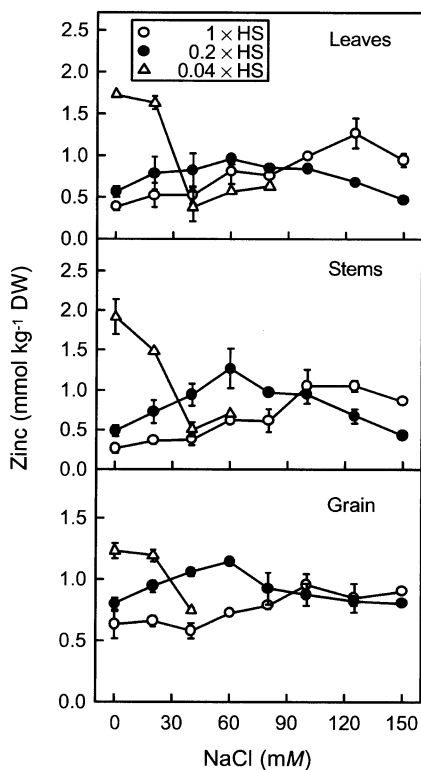 1 × HS
0.2 × HS
0.04 × HS
Leaves
2.5
2.0
1.5
1.0
0.5
0.0
Stems
2.5
2.0
1.5
1.0
0.5
0.0
Grain
1.5
1.0
0.5
0.0
Zinc (mmol kg-1 DW)
0 30 60 90 120 150
NaCl (mM)